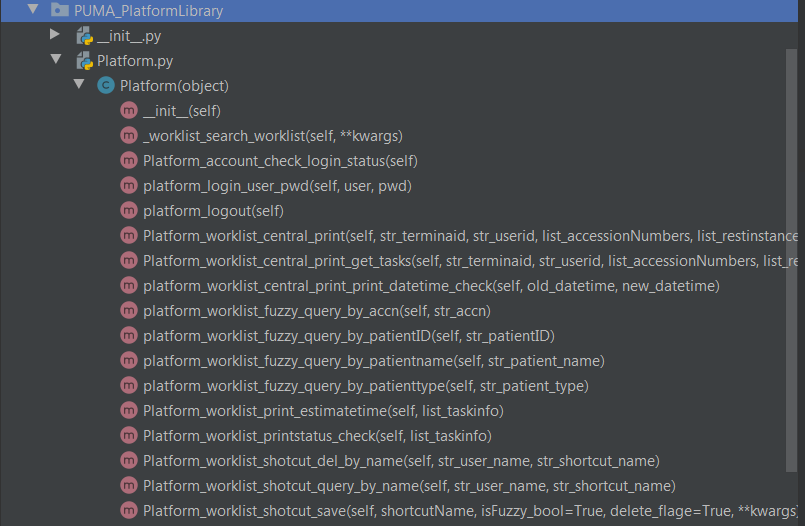 PUMA_PlatformLibrary
__init__.py
Platform.py
C Platform(object)
m __init__(self)
m _worklist_search_worklist(self, **kwargs)
m Platform_account_check_login_status(self)
m platform_login_user_pwd(self, user, pwd)
m platform_logout(self)
m Platform_worklist_central_print(self, str_terminaid, str_userid, list_accessionNumbers, list_restinstance
m Platform_worklist_central_print_get_tasks(self, str_terminaid, str_userid, list_accessionNumbers, list_re
m platform_worklist_central_print_print_datetime_check(self, old_datetime, new_datetime)
m platform_worklist_fuzzy_query_by_accn(self, str_accn)
m platform_worklist_fuzzy_query_by_patientID(self, str_patientID)
m platform_worklist_fuzzy_query_by_patientname(self, str_patient_name)
m platform_worklist_fuzzy_query_by_patienttype(self, str_patient_type)
m Platform_worklist_print_estimatetime(self, list_taskinfo)
m Platform_worklist_printstatus_check(self, list_taskinfo)
m Platform_worklist_shotcut_del_by_name(self, str_user_name, str_shortcut_name)
m Platform_worklist_shotcut_query_by_name(self, str_user_name, str_shortcut_name)
m Platform_worklist_shotcut_save(self, shortcutName, isFuzzy_bool=True, delete_flage=True, **kwargs)